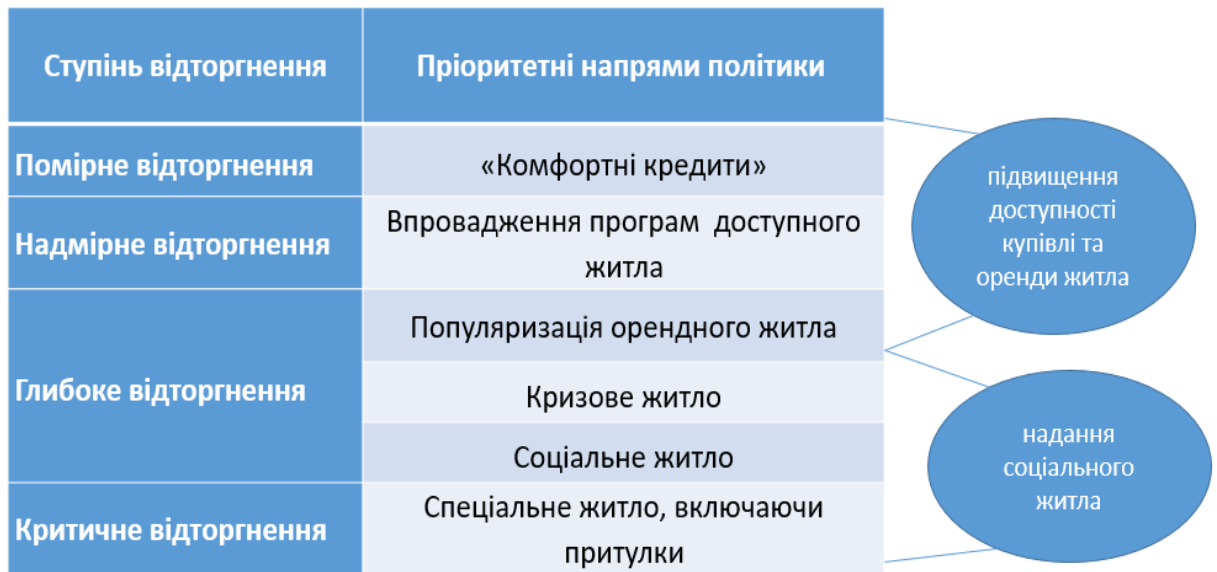 Ступінь відторгнення
Пріоритетні напрями політики
Помірне відторгнення
«Комфортні кредити»
Надмірне відторгнення
Впровадження програм доступного
житла
Глибоке відторгнення
Популяризація орендного житла
Кризове житло
Соціальне житло
Критичне відторгнення
Спеціальне житло, включаючи
притулки
підвищення
доступності
купівлі та
оренди житла
надання
соціального
житла